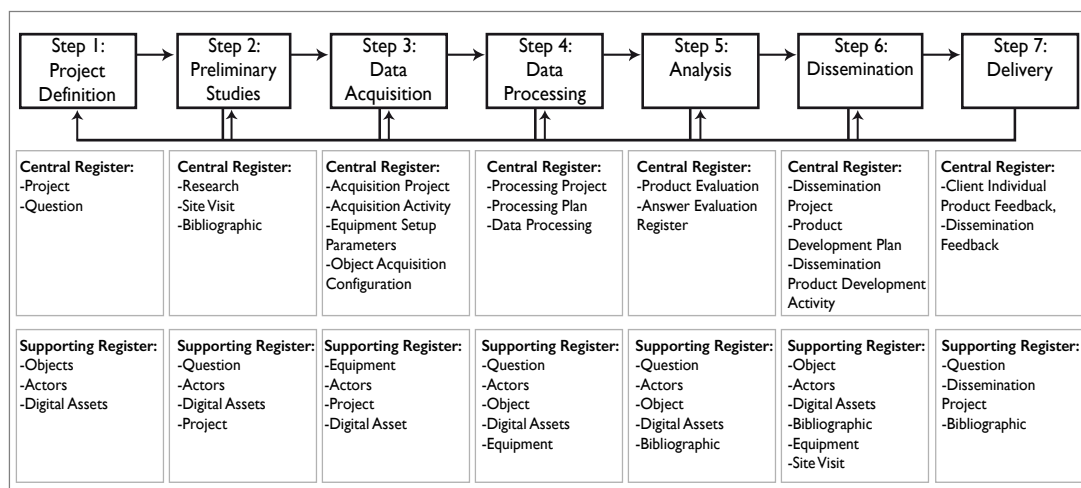 Step 1:
Project
Definition
Step 2:
Preliminary
Studies
Step 3:
Data
Acquisition
Step 4:
Data
Processing
Step 5:
Analysis
Step 6:
Dissemination
Step 7:
Delivery
Central Register:
-Project
-Question
Central Register:
-Research
-Site Visit
-Bibliographic
Central Register:
-Acquisition Project
-Acquisition Activity
-Equipment Setup
Parameters
-Object Acquisition
Configuration
Central Register:
-Processing Project
-Processing Plan
-Data Processing
Central Register:
-Product Evaluation
-Answer Evaluation
Register
Central Register:
-Dissemination
Project
-Product
Development Plan
-Dissemination
Product Development
Activity
Central Register:
-Client Individual
Product Feedback,
-Dissemination
Feedback
Supporting Register:
-Objects
-Actors
-Digital Assets
Supporting Register:
-Question
-Actors
-Digital Assets
-Project
Supporting Register:
-Equipment
-Actors
-Project
-Digital Asset
Supporting Register:
-Question
-Actors
-Object
-Digital Assets
-Equipment
Supporting Register:
-Question
-Actors
-Object
-Digital Assets
-Bibliographic
Supporting Register:
-Object
-Actors
-Digital Assets
-Bibliographic
-Equipment
-Site Visit
Supporting Register:
-Question
-Dissemination
Project
-Bibliographic